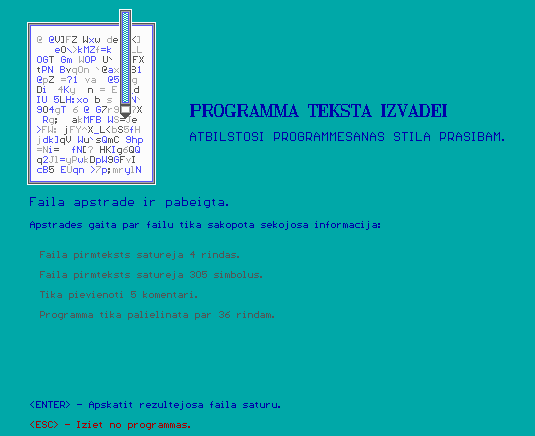 PROGRAMMA TEKSTA IZVADEI
ATBILSTOSI PROGRAMMESANAS STILA PRASIBAM.
Faila apstrade ir pabeigta.
Apstrades gaita par failu tika sakopota sekojosa informacija:
Faila pirmteksts satureja 4 rindas.
Faila pirmteksts satureja 305 simbolus.
Tika pievienoti 5 komentari.
Programma tika palielinata par 36 rindam.
<ENTER> - Apskatit rezultejosa faila saturu.
<ESC> - Iziet no programmas.